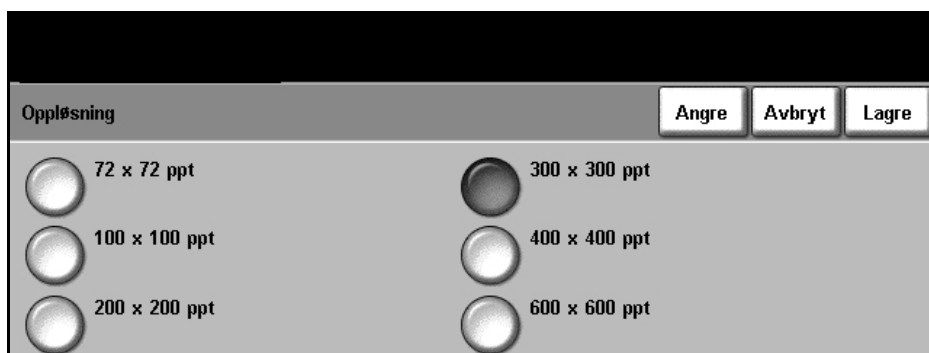 Oppløsning
Angre
Avbryt
Lagre
72 x 72 ppt
300 x 300 ppt
100 x 100 ppt
400 x 400 ppt
200 x 200 ppt
600 x 600 ppt